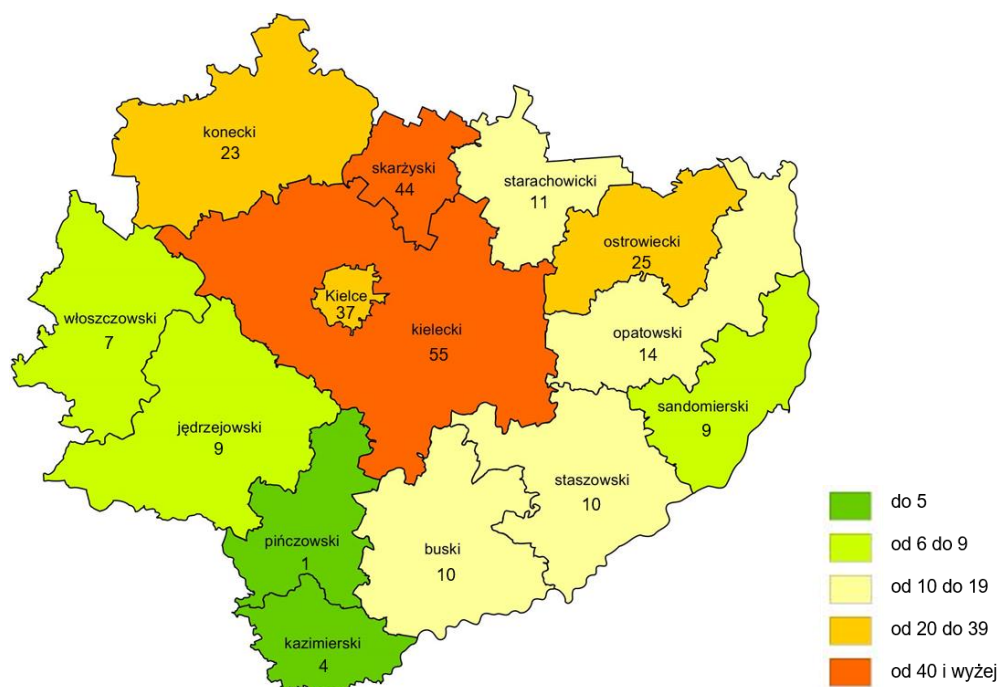 konecki
23
skarżyski
44
starachowicki
11
ostrowiecki
25
Kielce
37
kielecki
55
włoszczowski
7
opatowski
14
sandomierski
9
jędrzejowski
9
staszowski
10
pińczowski
1
buski
10
kazimierski
4
do 5
od 6 do 9
od 10 do 19
od 20 do 39
od 40 i wyżej